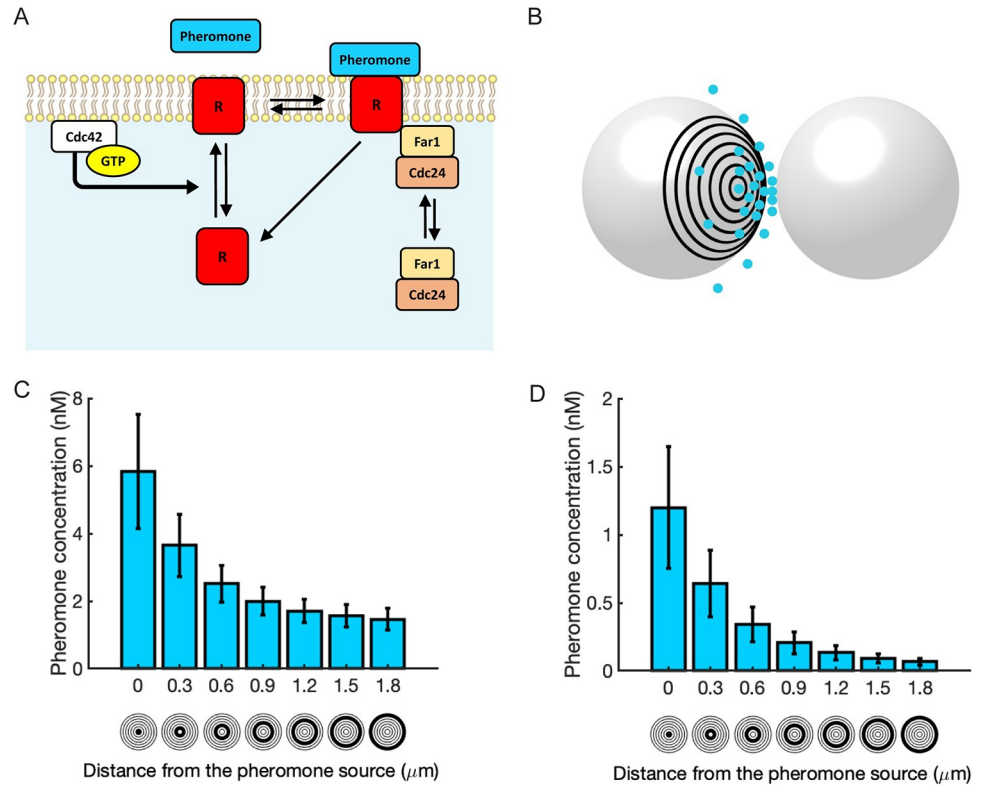 A
Pheromone
Pheromone
R
R
Cdc42
GTP
Far1
Cdc24
R
Far1
Cdc24
B
C
Pheromone concentration (nM)
8
6
4
2
0
0 0.3 0.6 0.9 1.2 1.5 1.8
Distance from the pheromone source (μm)
D
Pheromone concentration (nM)
2
1.5
1
0.5
0
0 0.3 0.6 0.9 1.2 1.5 1.8
Distance from the pheromone source (μm)